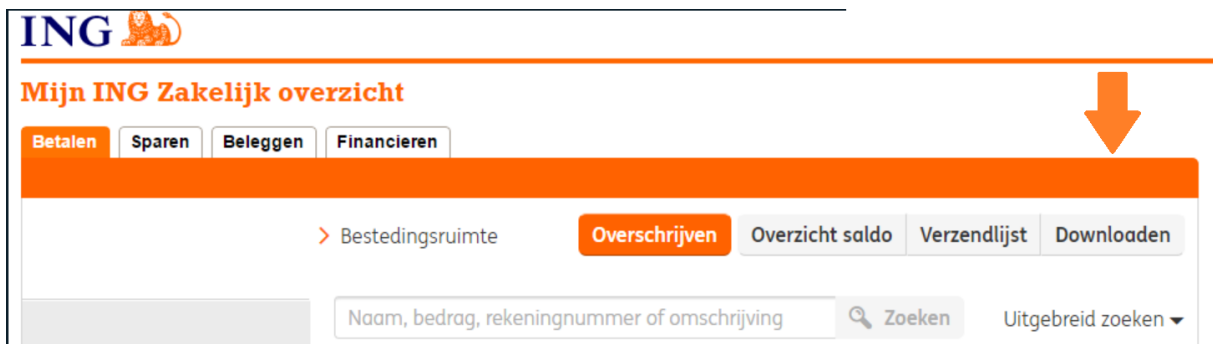 ING
Mijn ING Zakelijk overzicht
Betalen Sparen Beleggen Financieren
Bestedingsruimte Overschrijven Overzicht saldo Verzendlijst Downloaden
Naam, bedrag, rekeningnummer of omschrijving Zoeken Uitgebreid zoeken